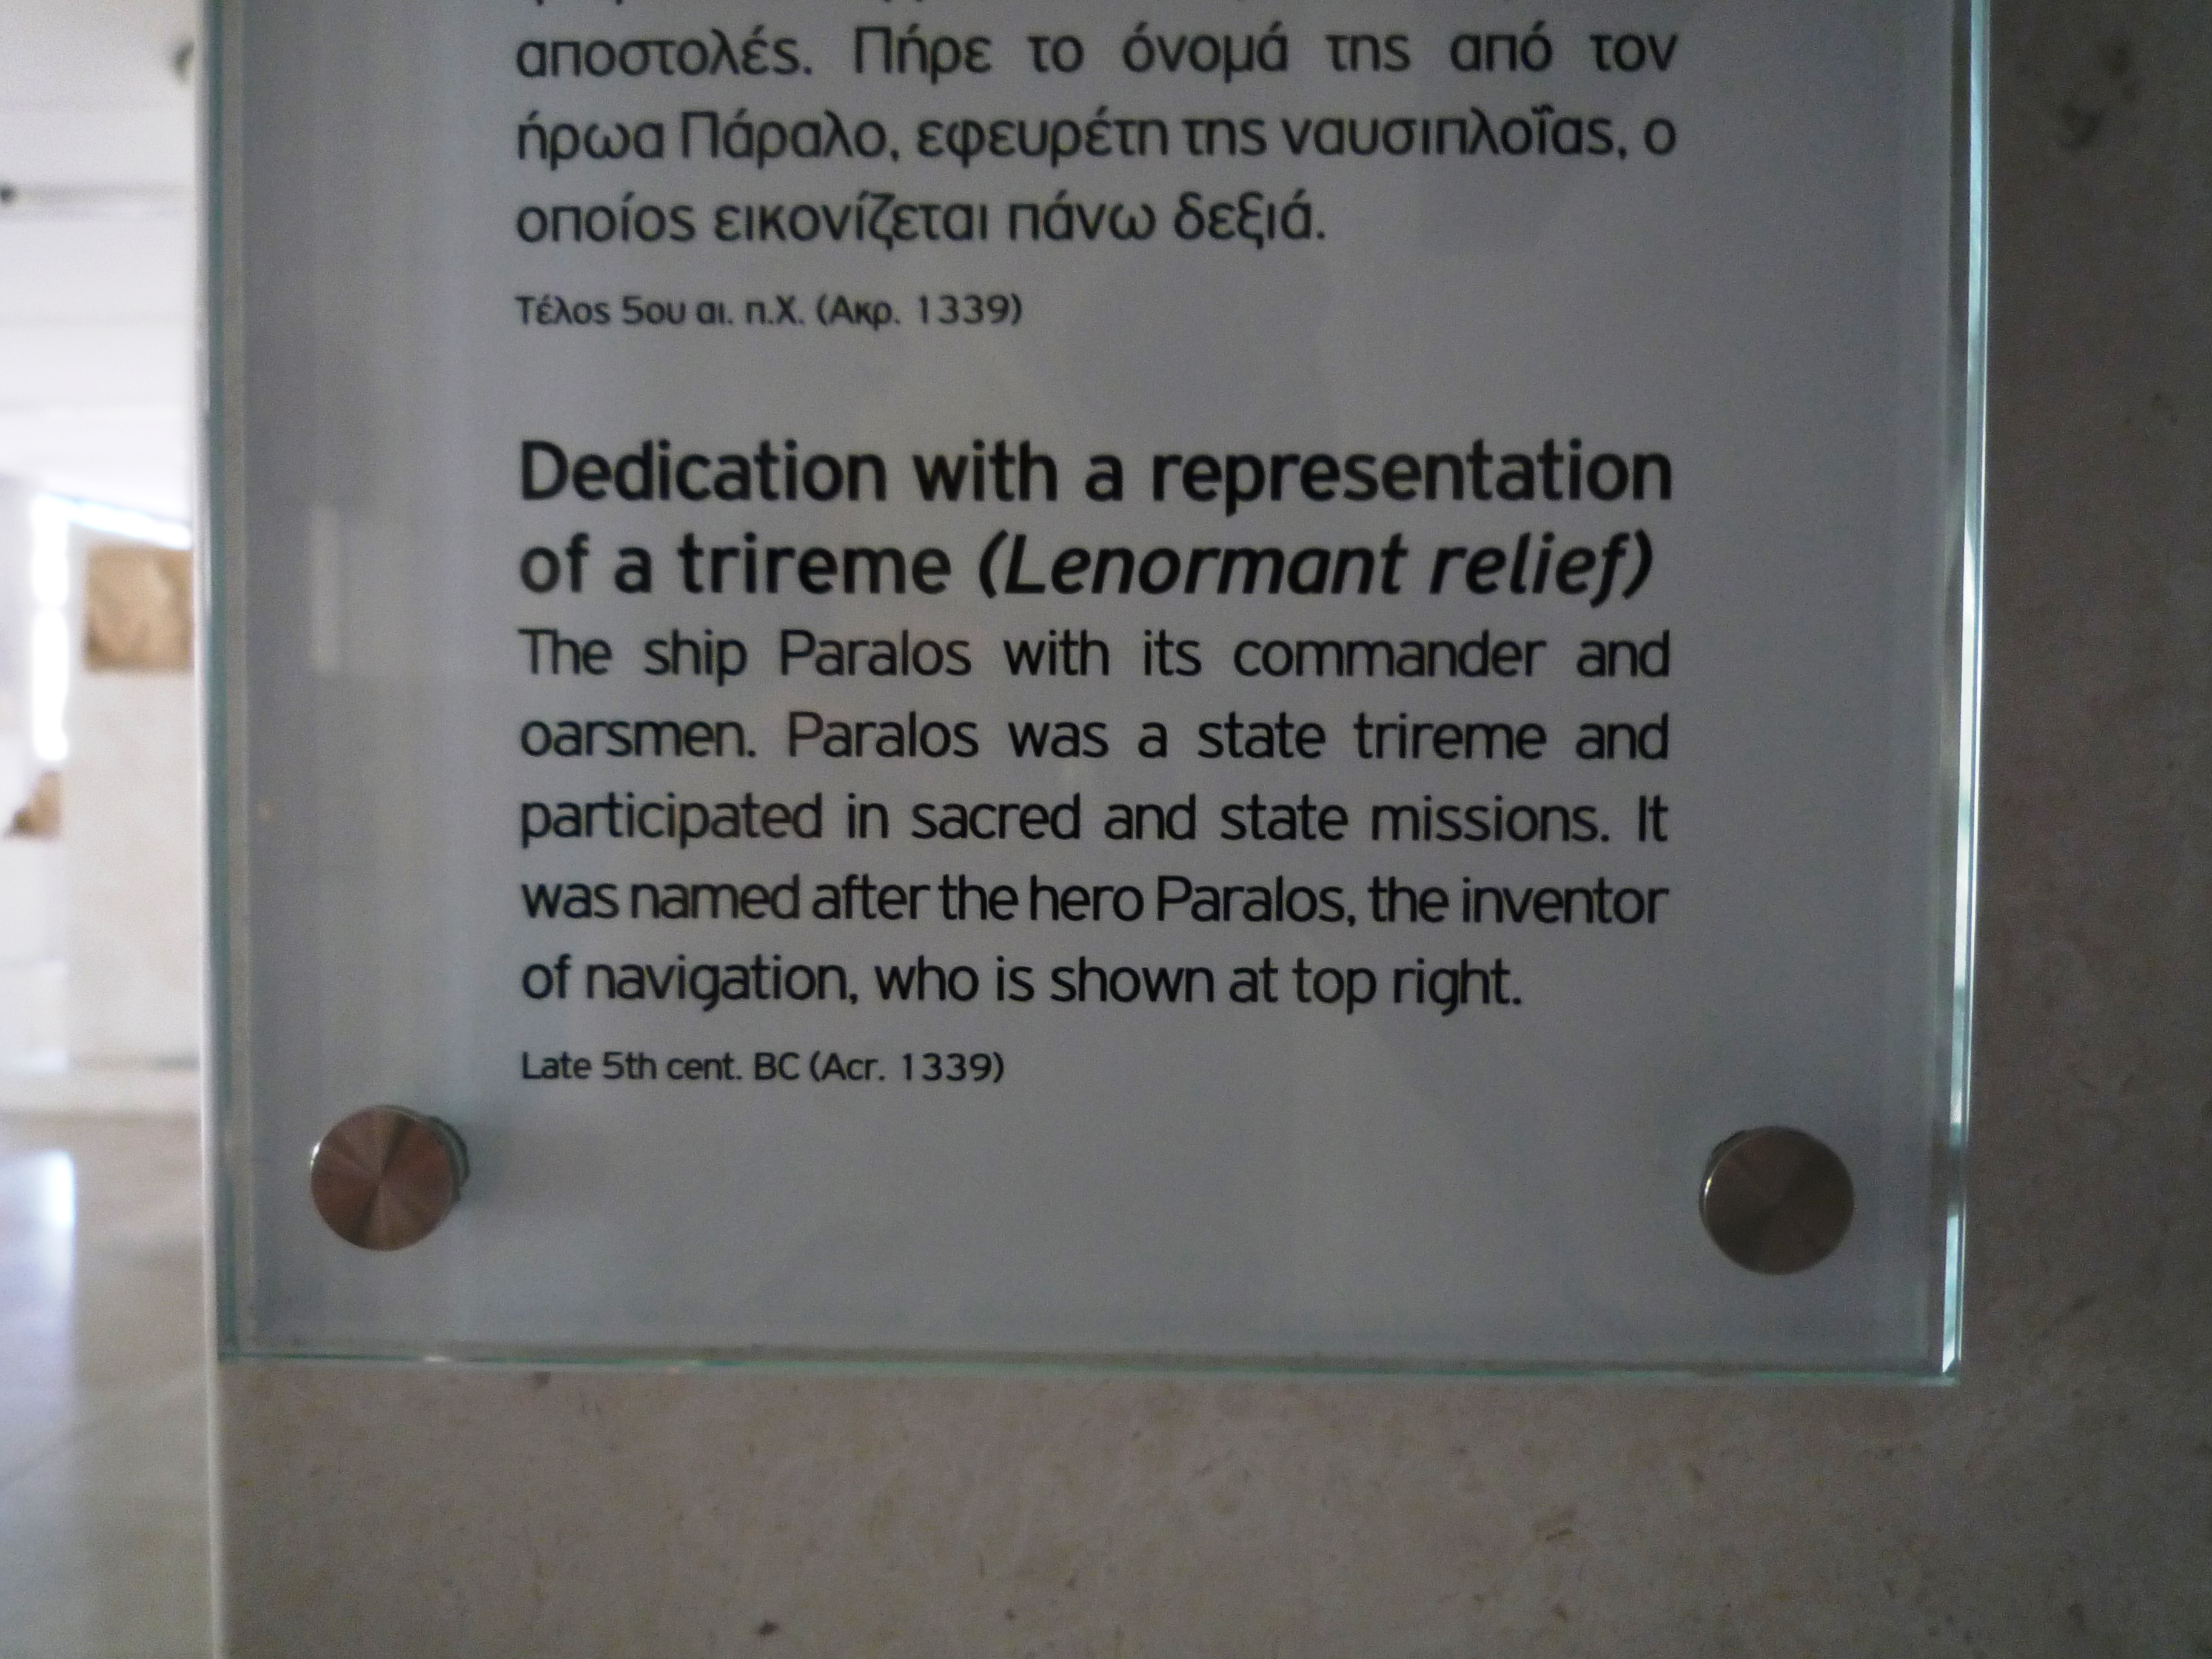 αποστολές. Πήρε το όνομά της από τον
ήρωα Πάραλο, εφευρέτη της ναυσιπλοΐας, ο
οποίος εικονίζεται πάνω δεξιά.
Τέλος 5ου αι. π.Χ. (Ακρ. 1339)
Dedication with a representation
of a trireme (Lenormant relief)
The ship Paralos with its commander and
oarsmen. Paralos was a state trireme and
participated in sacred and state missions. It
was named after the hero Paralos, the inventor
of navigation, who is shown at top right.
Late 5th cent. BC (Acr. 1339)